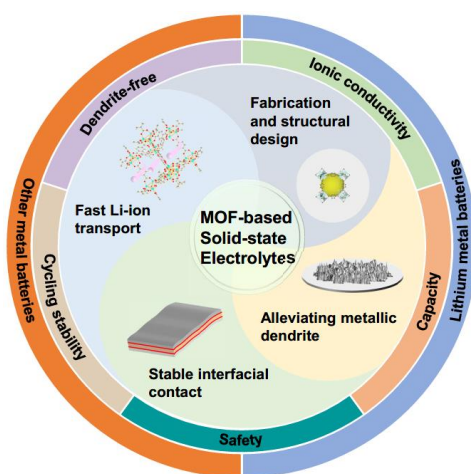 Dendrite-free
Ionic conductivity
Fabrication
and structural
design
Fast Li-ion
transport
MOF-based
Solid-state
Electrolytes
Other metal batteries
Lithium metal batteries
Cycling stability
Capacity
Alleviating metallic
dendrite
Stable interfacial
contact
Safety